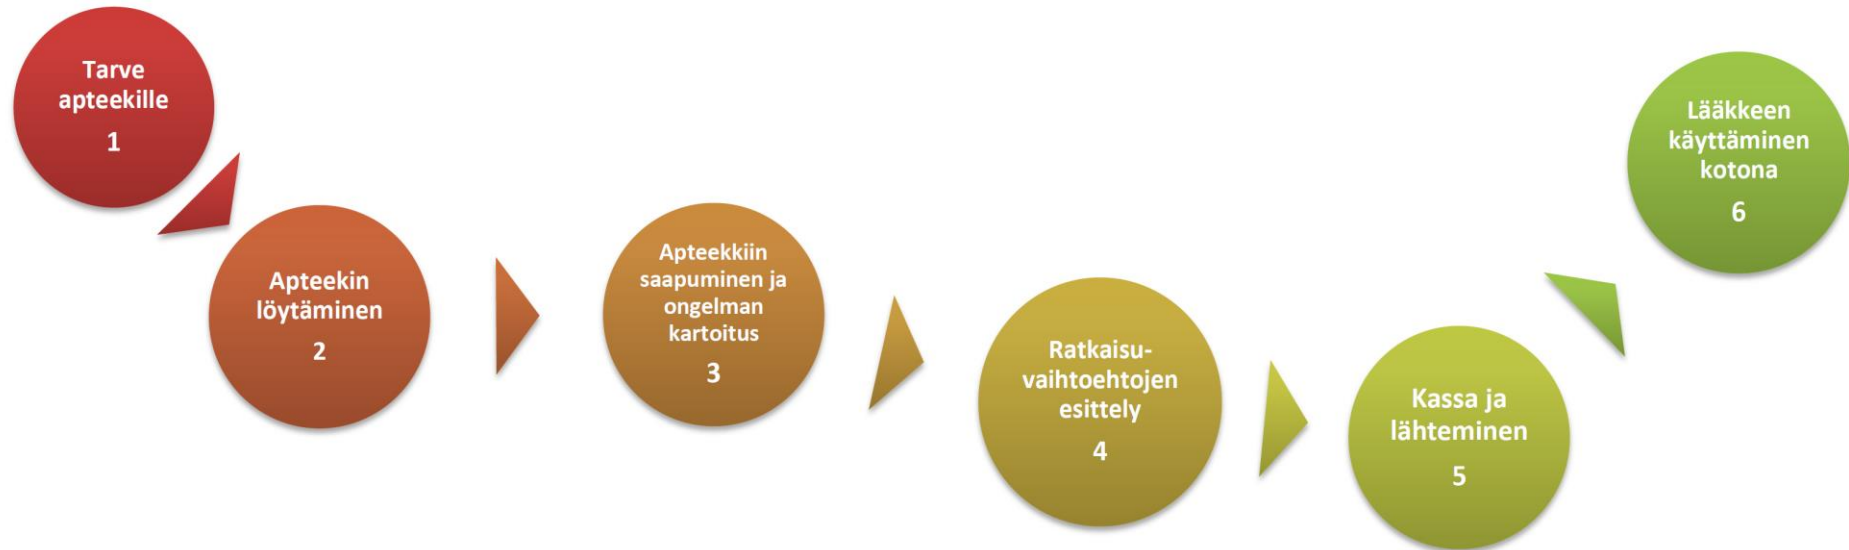 Tarve
apteekille
1
Apteekin
löytäminen
2
Apteekkiin
saapuminen ja
ongelman
kartoitus
3
Ratkaisu-
vaihtoehtojen
esittely
4
Kassa ja
lähteminen
5
Lääkkeen
käyttäminen
kotona
6